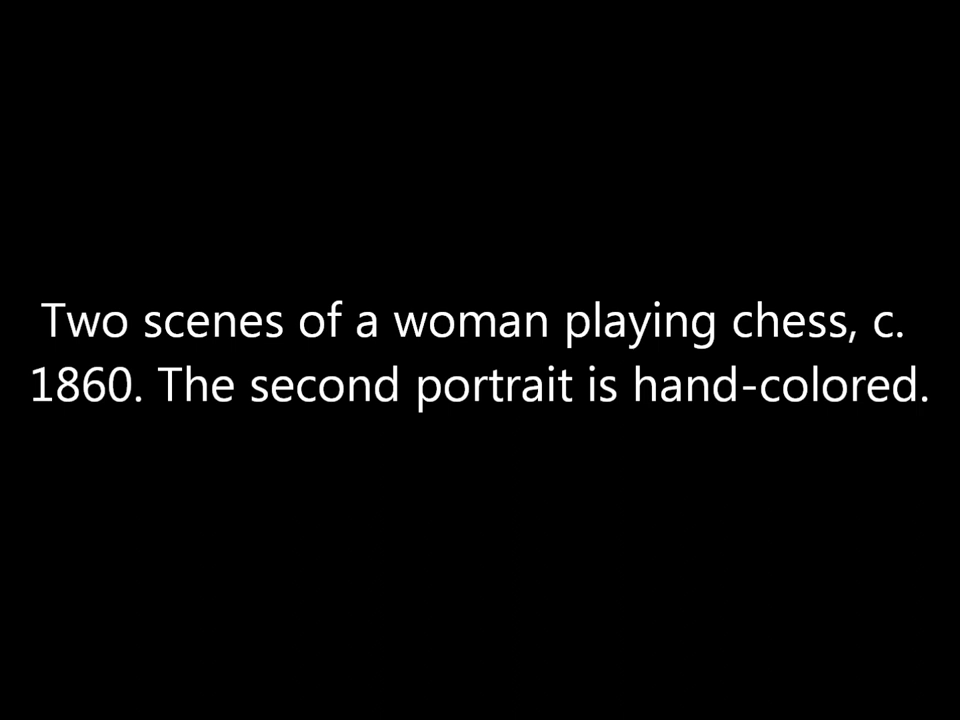 Two scenes of a woman playing chess, c.
1860. The second portrait is hand-colored.